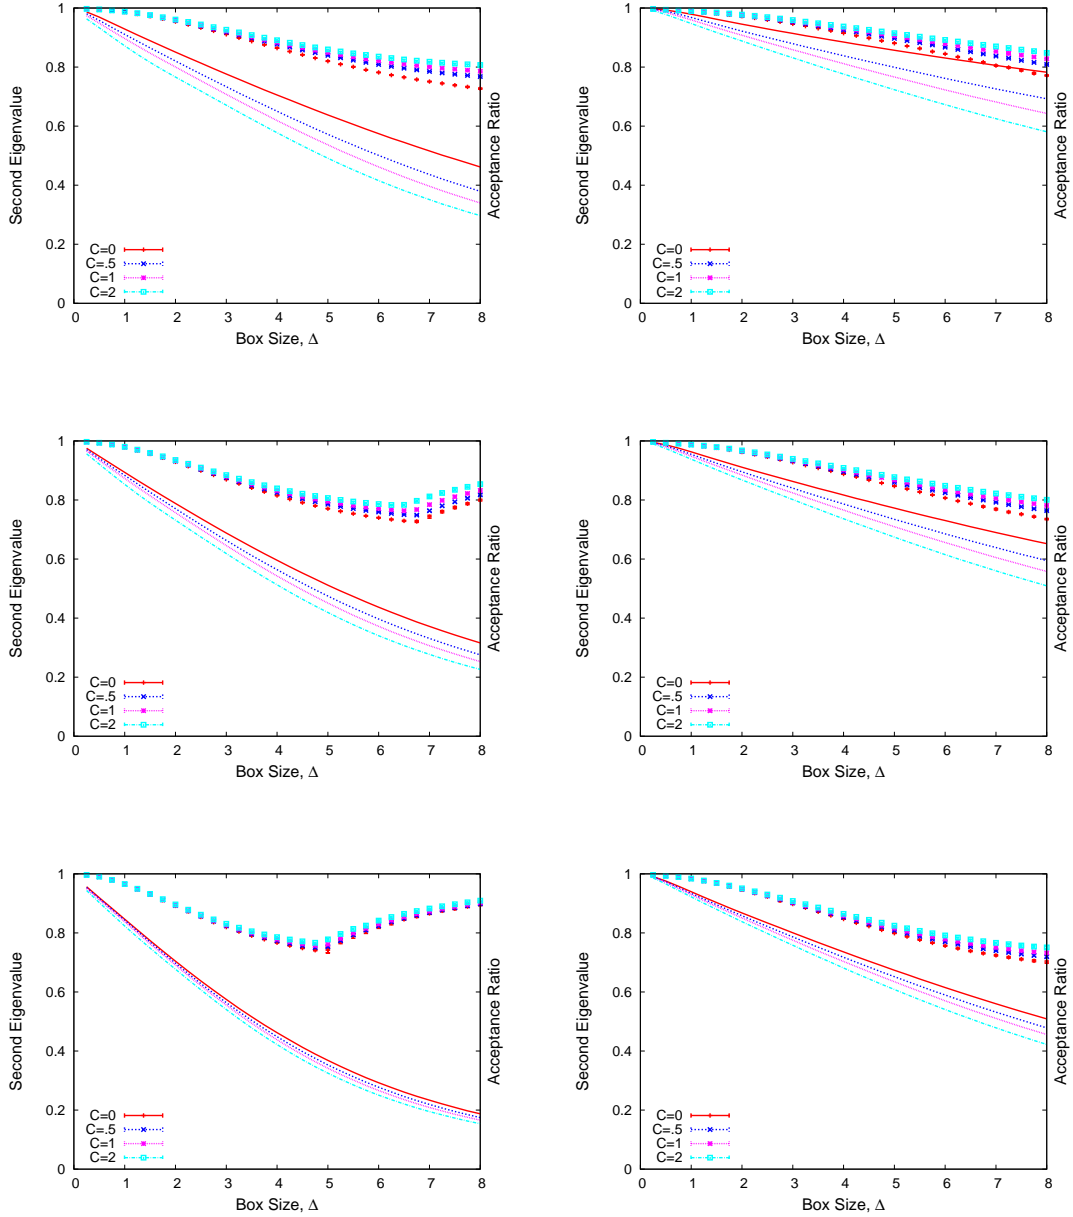 1
0.8
0.6
0.4
0.2
0
0 1 2 3 4 5 6 7 8
Second Eigenvalue
Acceptance Ratio
Box Size, Δ
C=0
C=.5
C=1
C=2
1
0.8
0.6
0.4
0.2
0
0 1 2 3 4 5 6 7 8
Second Eigenvalue
Acceptance Ratio
Box Size, Δ
C=0
C=.5
C=1
C=2
1
0.8
0.6
0.4
0.2
0
0 1 2 3 4 5 6 7 8
Second Eigenvalue
Acceptance Ratio
Box Size, Δ
C=0
C=.5
C=1
C=2
1
0.8
0.6
0.4
0.2
0
0 1 2 3 4 5 6 7 8
Second Eigenvalue
Acceptance Ratio
Box Size, Δ
C=0
C=.5
C=1
C=2
1
0.8
0.6
0.4
0.2
0
0 1 2 3 4 5 6 7 8
Second Eigenvalue
Acceptance Ratio
Box Size, Δ
C=0
C=.5
C=1
C=2
1
0.8
0.6
0.4
0.2
0
0 1 2 3 4 5 6 7 8
Second Eigenvalue
Acceptance Ratio
Box Size, Δ
C=0
C=.5
C=1
C=2